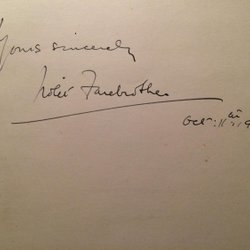 Yours sincerely
Violet Farebrother
Oct: 11